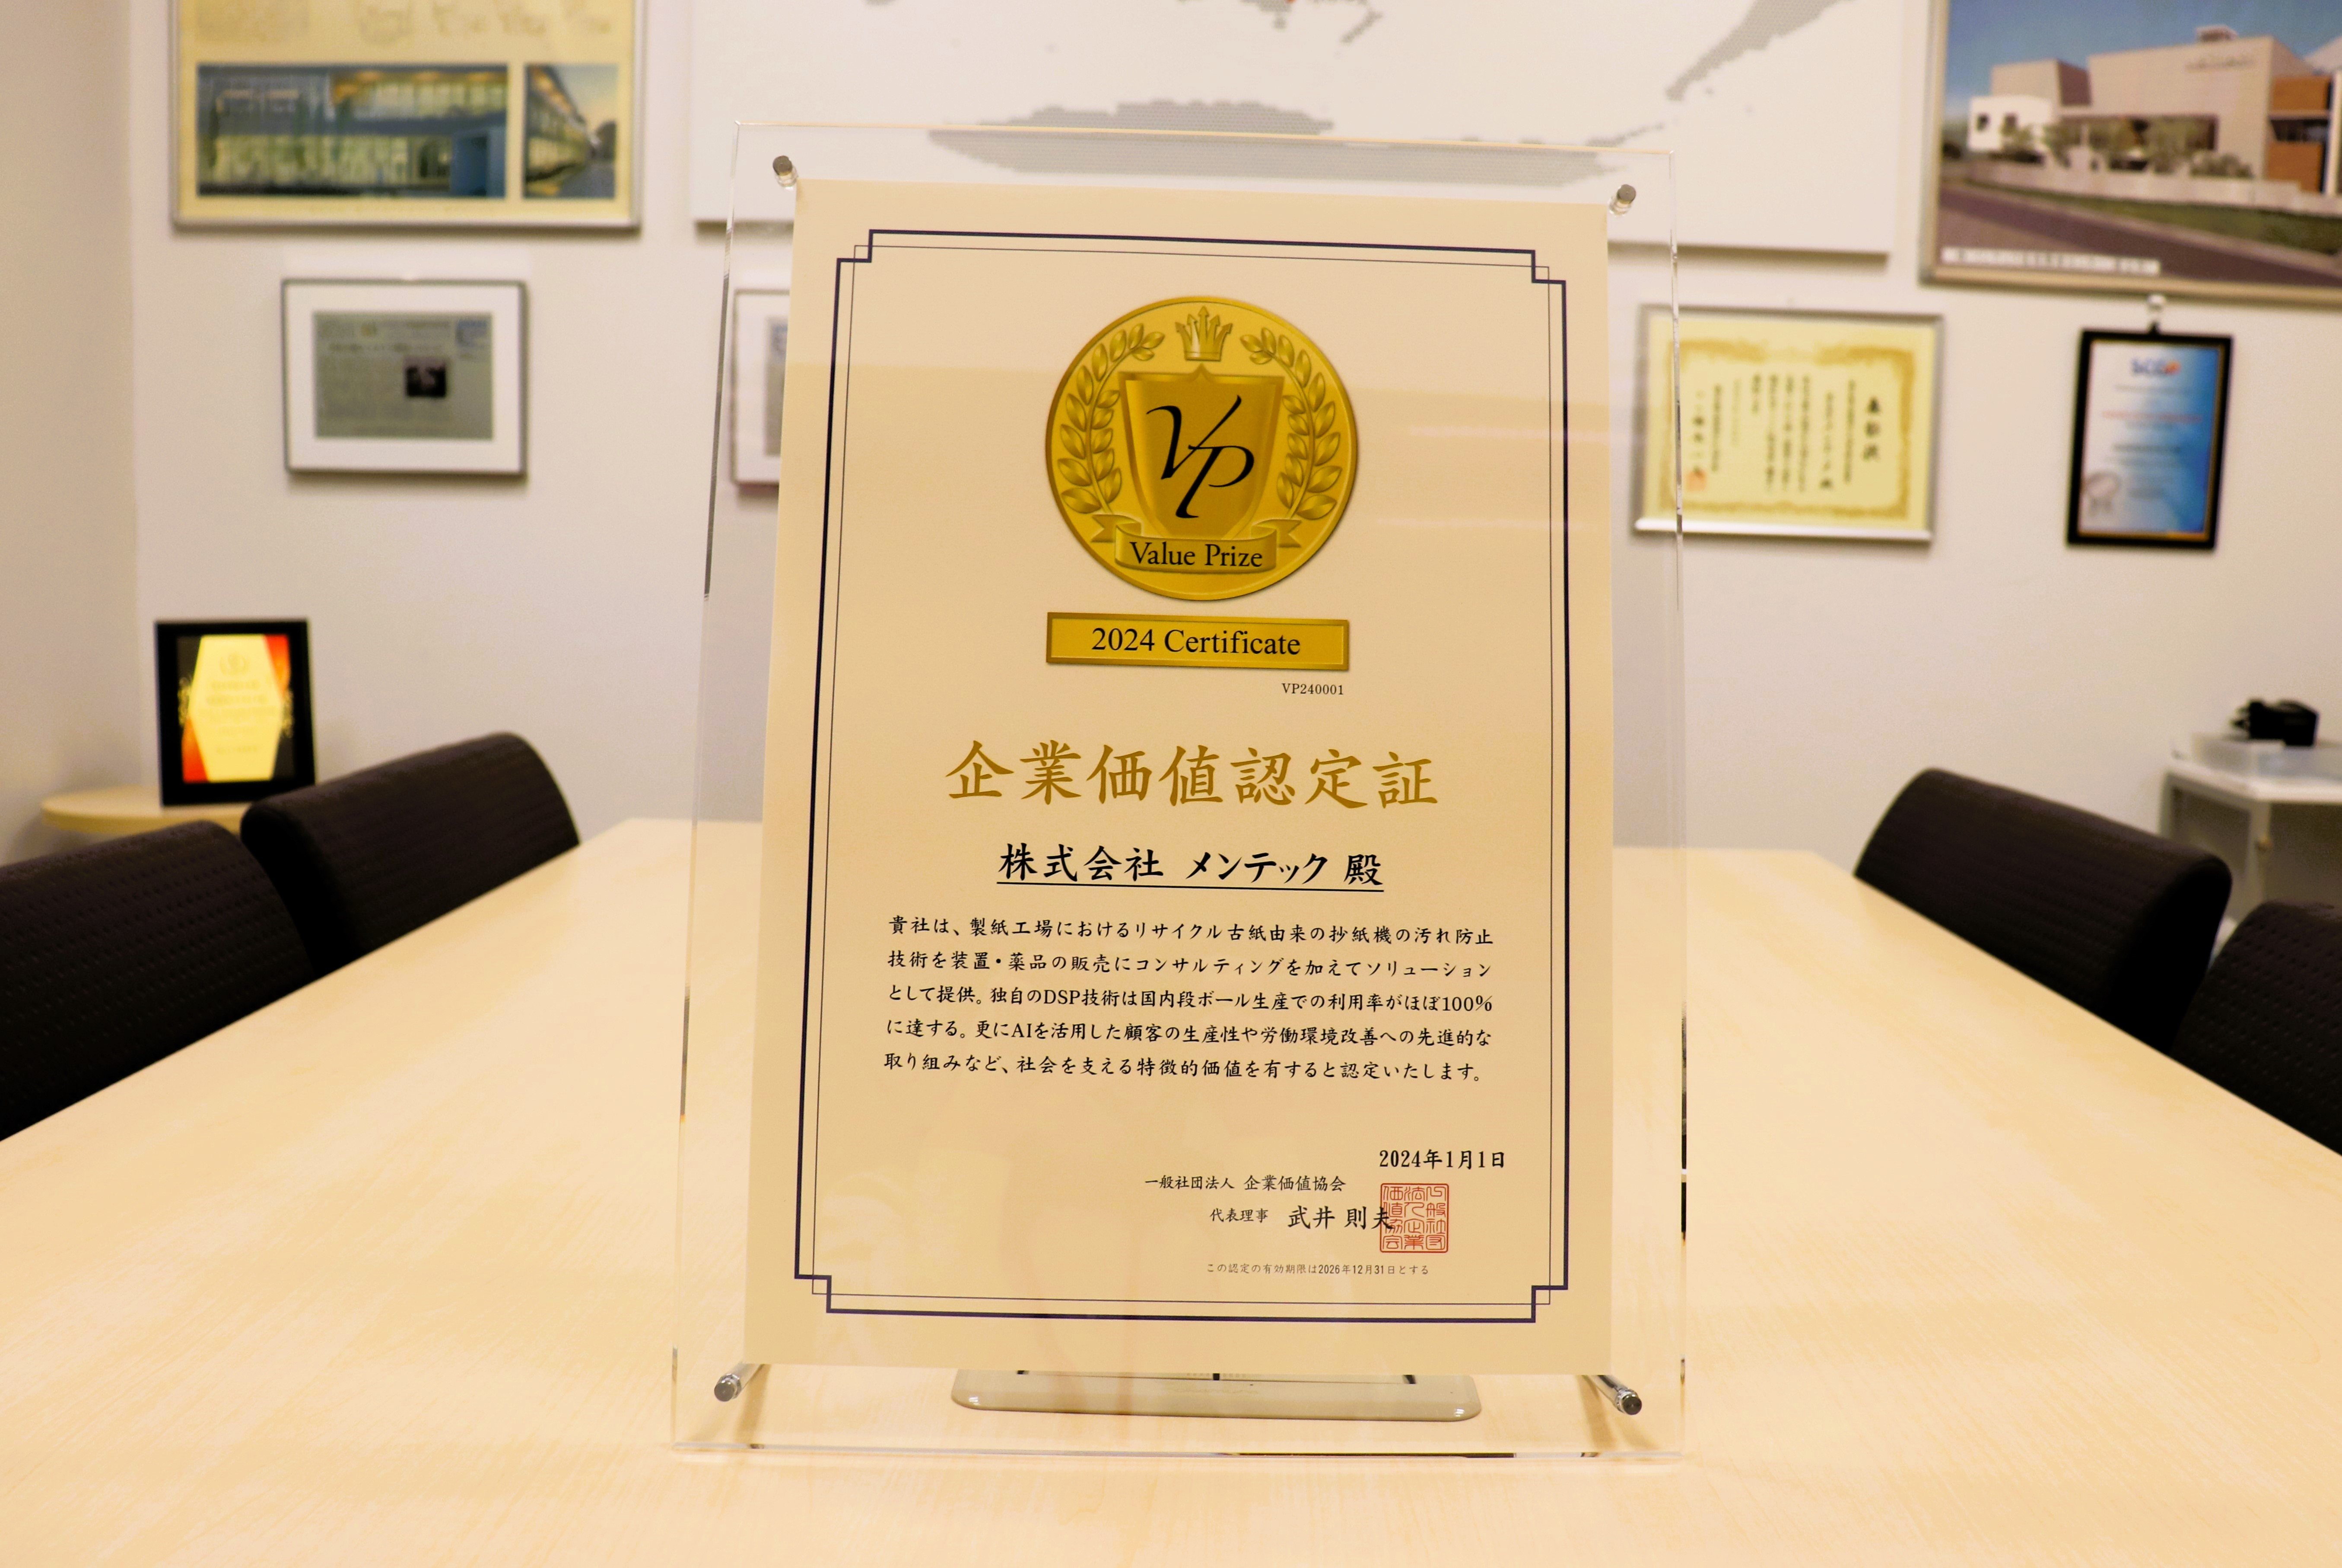 VP
Value Prize
2024 Certificate
VP240001
企業価値認定証
株式会社 メンテック 殿
貴社は、製紙工場におけるリサイクル古紙由来の抄紙機の汚れ防止
技術を装置・薬品の販売にコンサルティングを加えてソリューション
として提供。独自のDSP技術は国内段ボール生産での利用率がほぼ100%
に達する。更にAIを活用した顧客の生産性や労働環境改善への先進的な
取り組みなど、社会を支える特徴的価値を有すると認定いたします。
2024年1月1日
一般社団法人 企業価値協会
代表理事 武井 則夫
この認定の有効期限は2026年12月31日とする
表彰状